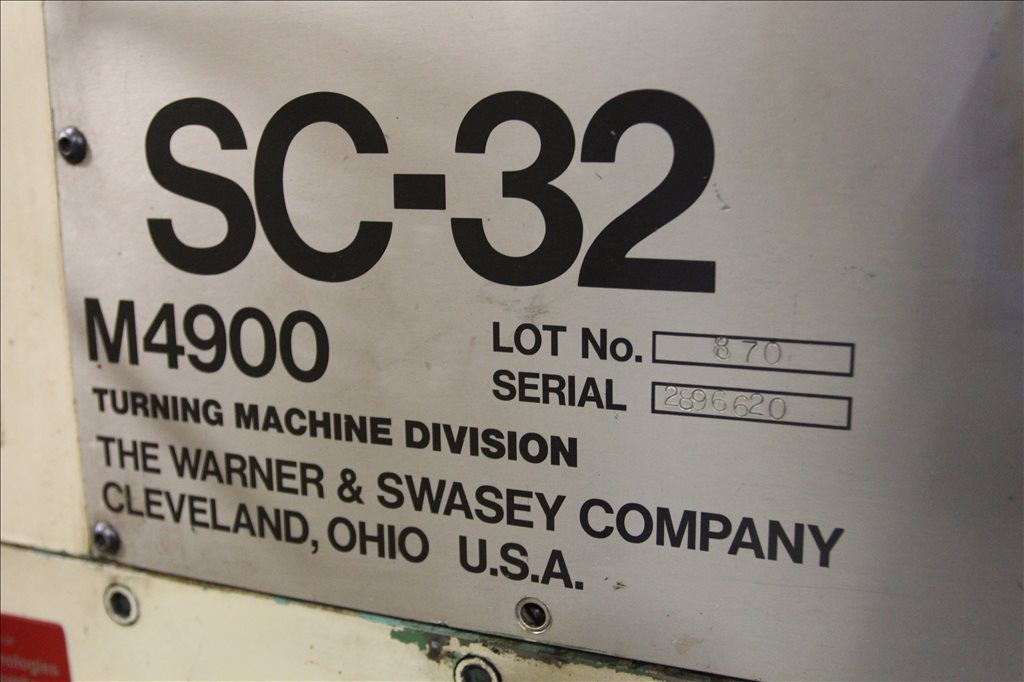 SC-32
M4900
LOT No. 870
SERIAL 2896620
TURNING MACHINE DIVISION
THE WARNER & SWASEY COMPANY
CLEVELAND, OHIO U.S.A.